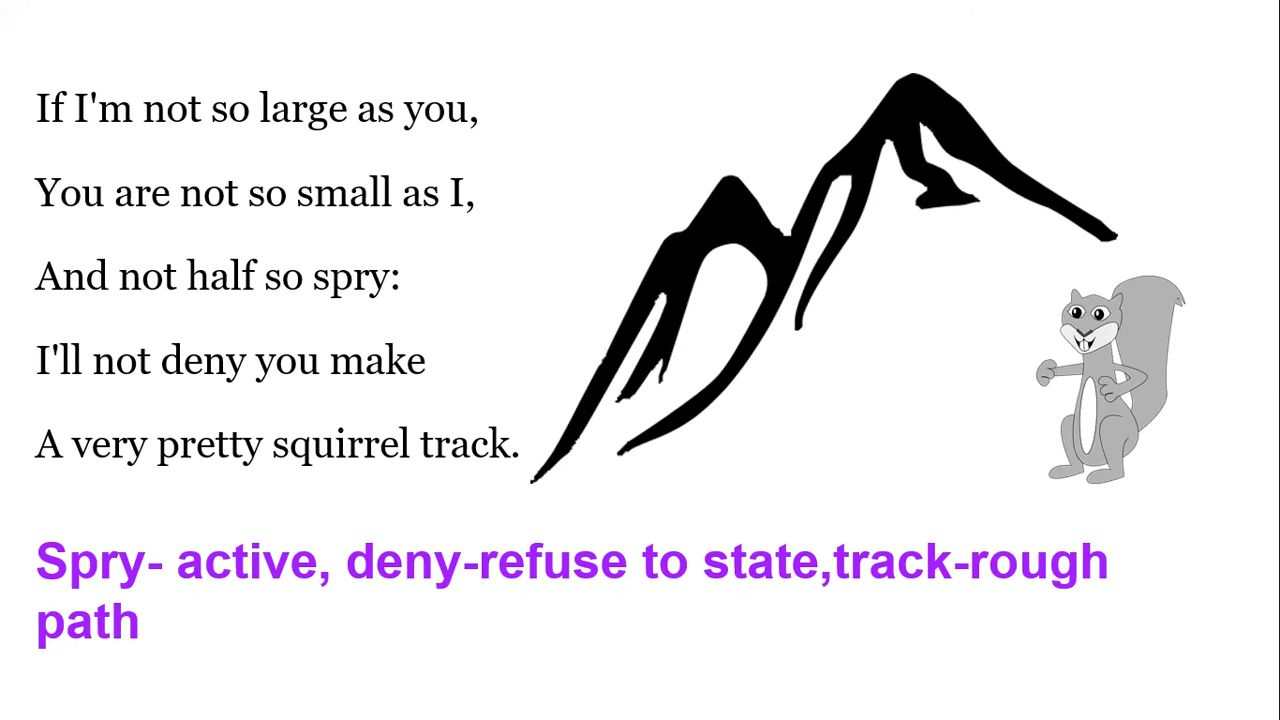 If I'm not so large as you,
You are not so small as I,
And not half so spry:
I'll not deny you make
A very pretty squirrel track.
Spry- active, deny-refuse to state,track-rough
path